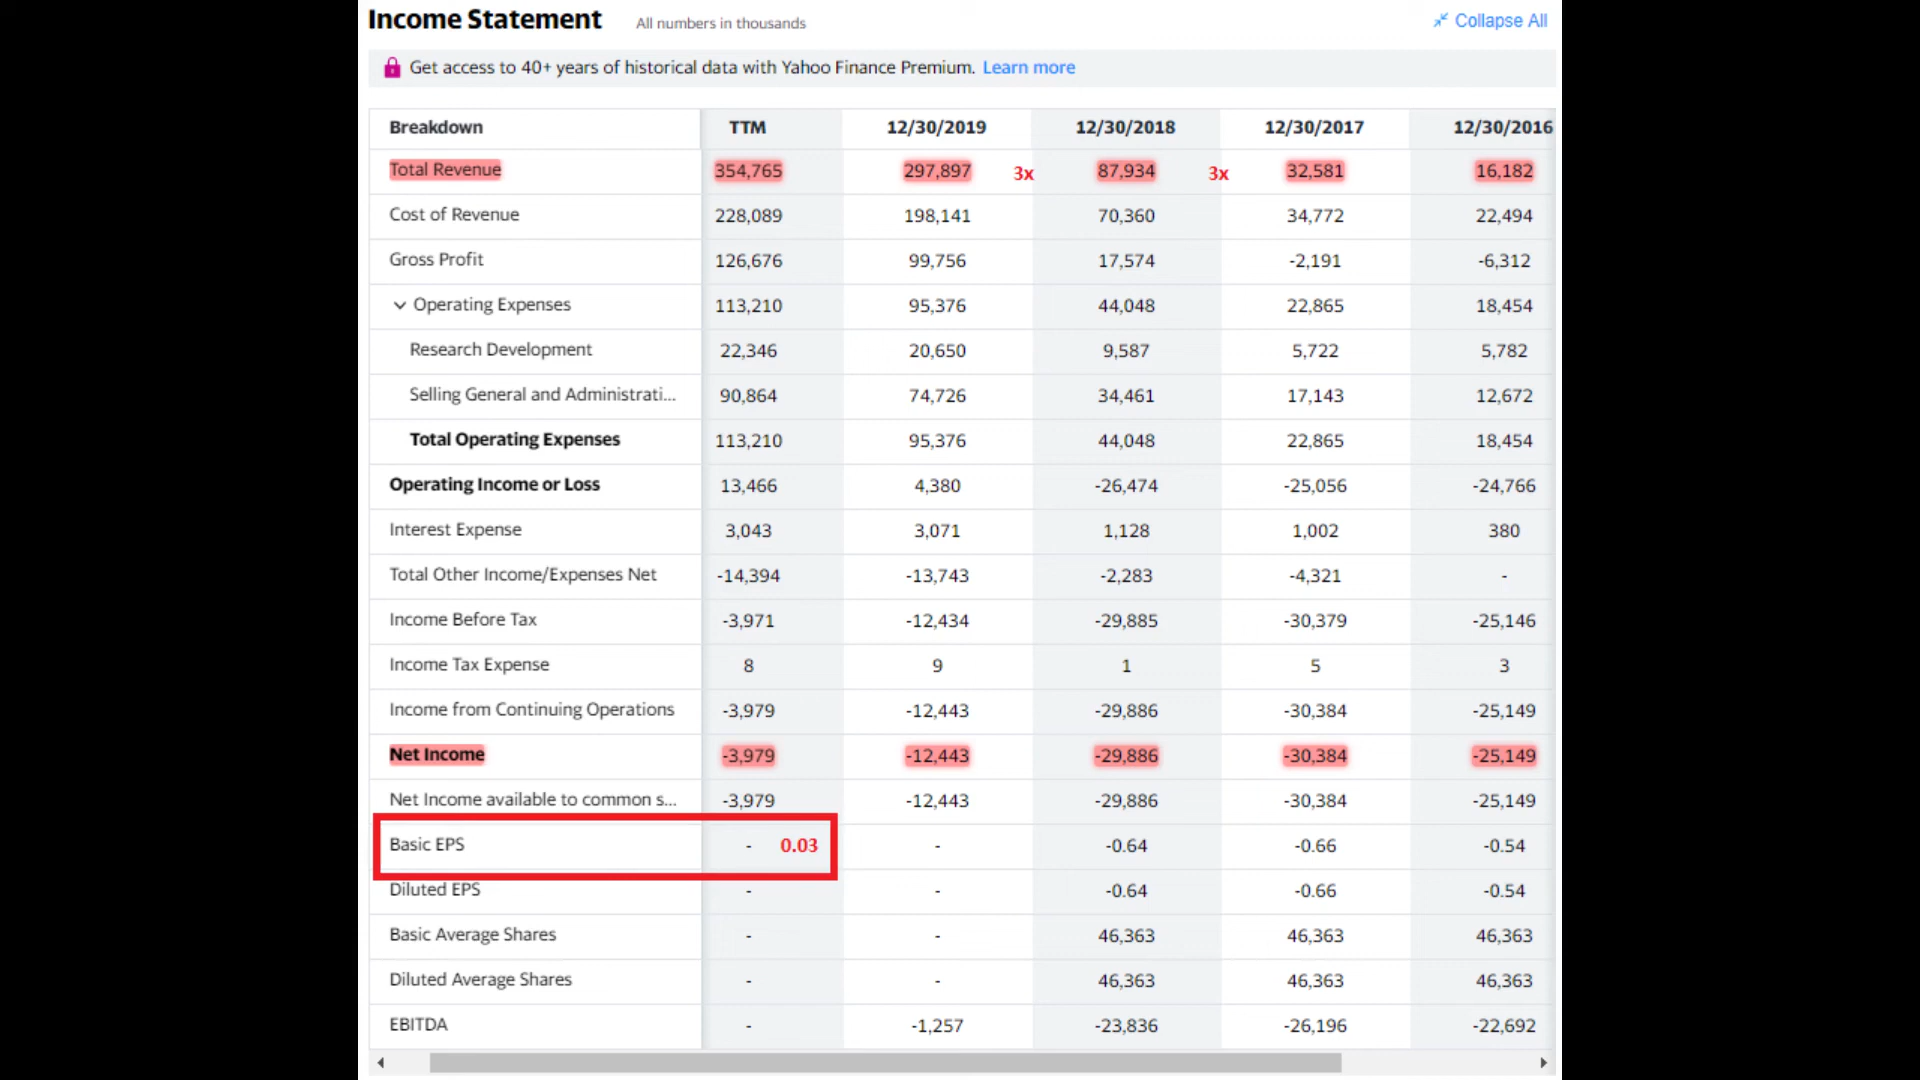 Income Statement All numbers in thousands Collapse All
Get access to 40+ years of historical data with Yahoo Finance Premium. Learn more
Breakdown TTM 12/30/2019 12/30/2018 12/30/2017 12/30/2016
Total Revenue 354,765 297,897 3x 87,934 3x 32,581 16,182
Cost of Revenue 228,089 198,141 70,360 34,772 22,494
Gross Profit 126,676 99,756 17,574 -2,191 -6,312
Operating Expenses 113,210 95,376 44,048 22,865 18,454
Research Development 22,346 20,650 9,587 5,722 5,782
Selling General and Administrati... 90,864 74,726 34,461 17,143 12,672
Total Operating Expenses 113,210 95,376 44,048 22,865 18,454
Operating Income or Loss 13,466 4,380 -26,474 -25,056 -24,766
Interest Expense 3,043 3,071 1,128 1,002 380
Total Other Income/Expenses Net -14,394 -13,743 -2,283 -4,321 -
Income Before Tax -3,971 -12,434 -29,885 -30,379 -25,146
Income Tax Expense 8 9 1 5 3
Income from Continuing Operations -3,979 -12,443 -29,886 -30,384 -25,149
Net Income -3,979 -12,443 -29,886 -30,384 -25,149
Net Income available to common s... -3,979 -12,443 -29,886 -30,384 -25,149
Basic EPS - 0.03 - -0.64 -0.66 -0.54
Diluted EPS - - -0.64 -0.66 -0.54
Basic Average Shares - - 46,363 46,363 46,363
Diluted Average Shares - - 46,363 46,363 46,363
EBITDA - -1,257 -23,836 -26,196 -22,692